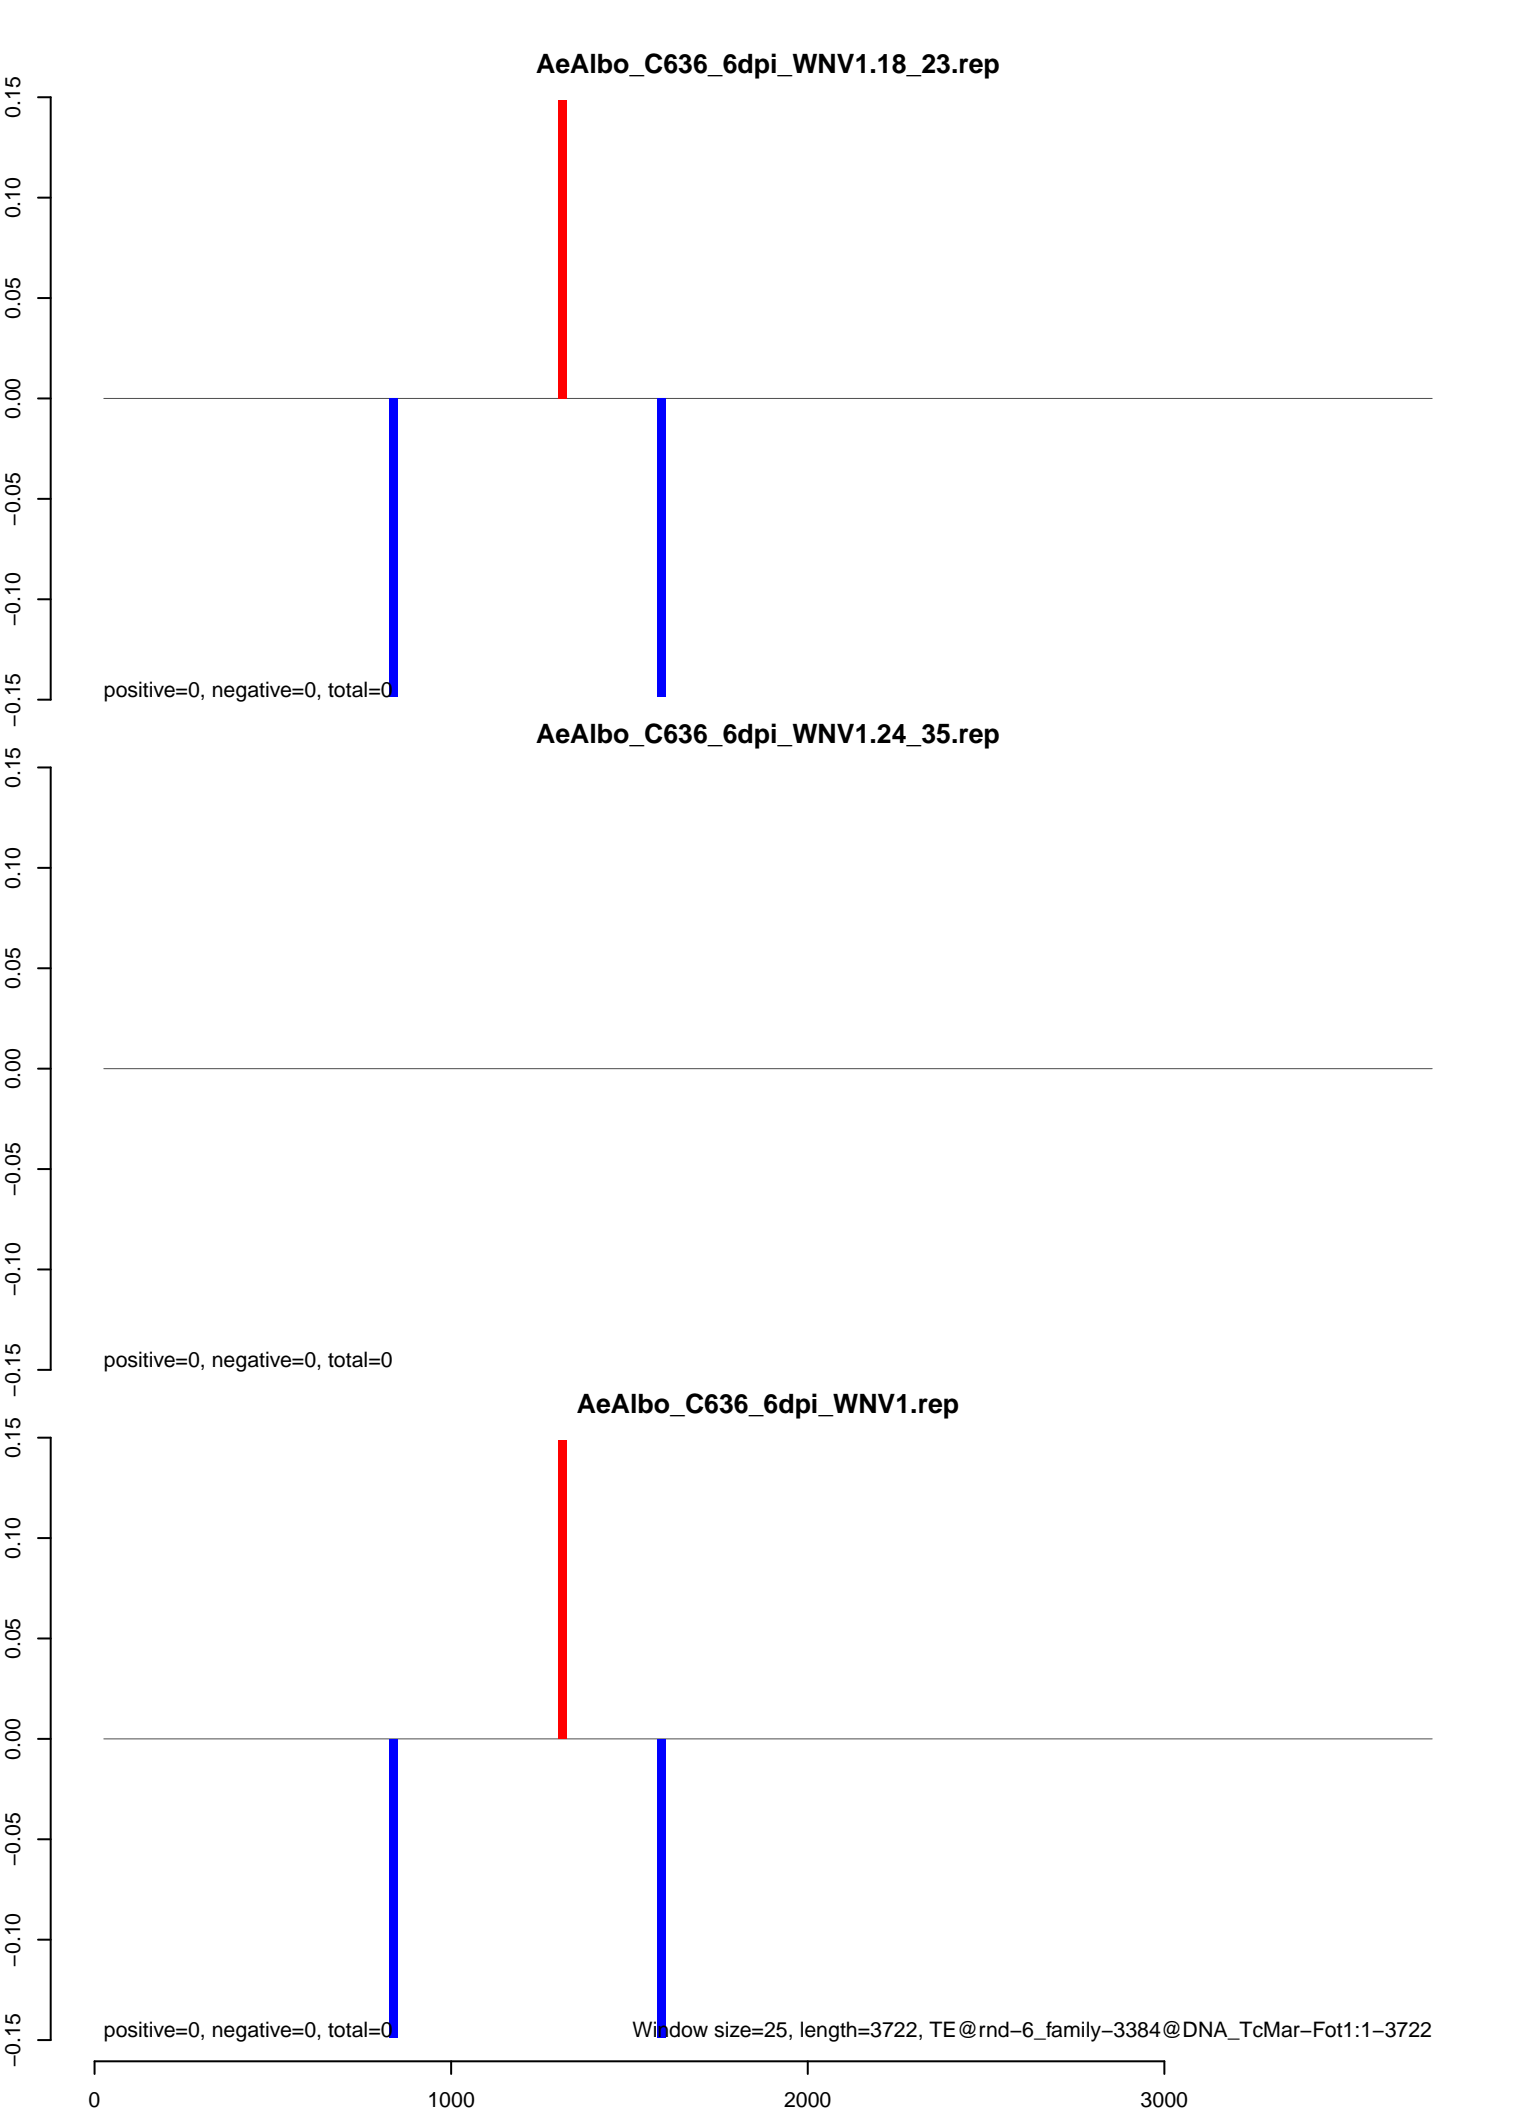 AeAlbo_C636_6dpi_WNV1.18_23.rep
0.15
0.10
0.05
0.00
−0.05
−0.10
−0.15
positive=0, negative=0, total=0
AeAlbo_C636_6dpi_WNV1.24_35.rep
0.15
0.10
0.05
0.00
−0.05
−0.10
−0.15
positive=0, negative=0, total=0
AeAlbo_C636_6dpi_WNV1.rep
0.15
0.10
0.05
0.00
−0.05
−0.10
−0.15
positive=0, negative=0, total=0
Window size=25, length=3722, TE@rnd−6_family−3384@DNA_TcMar−Fot1:1−3722
0 1000 2000 3000